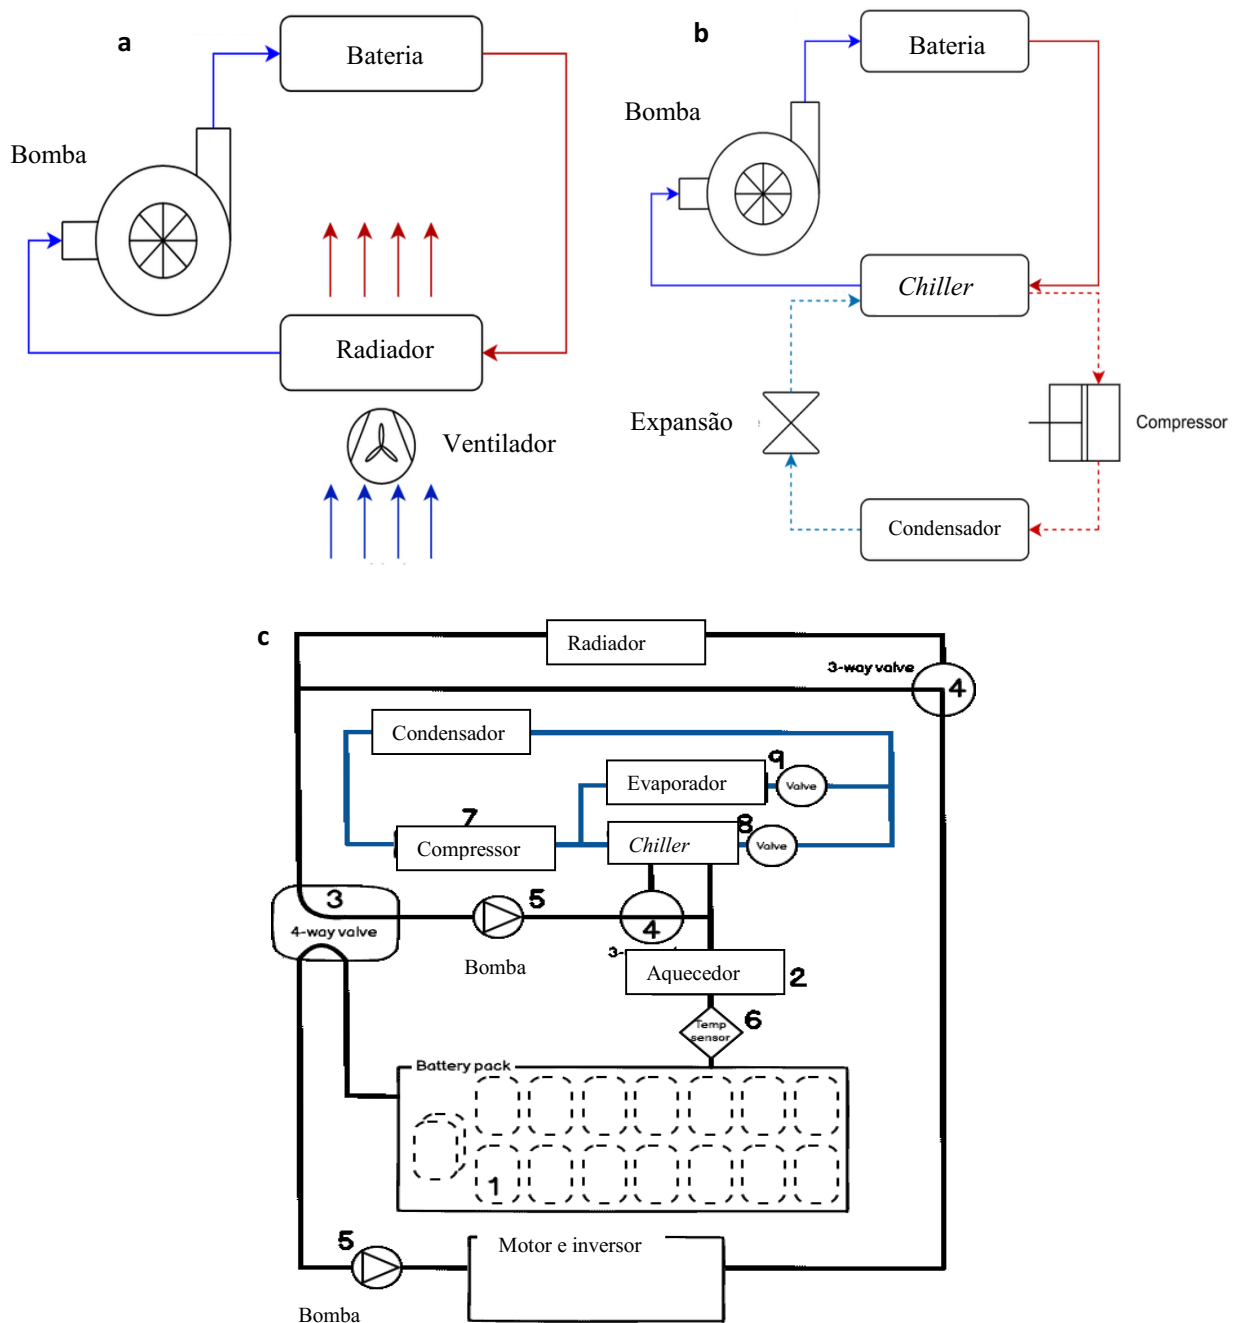 a
Bateria
Bomba
Radiador
Ventilador
b
Bateria
Bomba
Chiller
Expansão
Compressor
Condensador
c
Radiador
3-way valve
4
Condensador
9
Evaporador
Valve
7
8
Compressor
Chiller
Valve
3
5
4-way valve
4
3-
Bomba
Aquecedor
2
Temp
sensor
6
Battery pack
1
5
Motor e inversor
Bomba